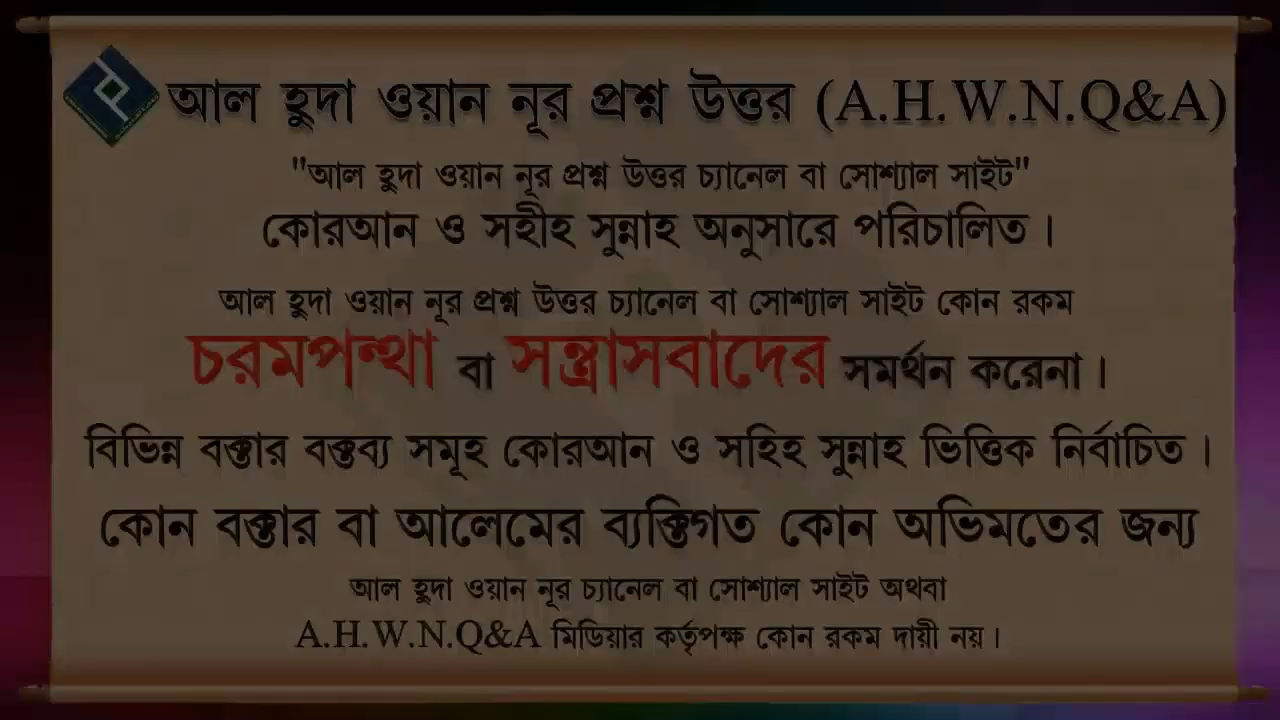 আল হুদা ওয়ান নূর প্রশ্ন উত্তর (A.H.W.N.Q&A)
"আল হুদা ওয়ান নূর প্রশ্ন উত্তর চ্যানেল বা সোশ্যাল সাইট"
কোরআন ও সহীহ সুন্নাহ অনুসারে পরিচালিত।
আল হুদা ওয়ান নূর প্রশ্ন উত্তর চ্যানেল বা সোশ্যাল সাইট কোন রকম
চরমপন্থা বা সন্ত্রাসবাদের সমর্থন করেনা।
বিভিন্ন বক্তার বক্তব্য সমূহ কোরআন ও সহিহ সুন্নাহ ভিত্তিক নির্বাচিত।
কোন বক্তার বা আলেমের ব্যক্তিগত কোন অভিমতের জন্য
আল হুদা ওয়ান নূর চ্যানেল বা সোশ্যাল সাইট অথবা
A.H.W.N.Q&A মিডিয়ার কর্তৃপক্ষ কোন রকম দায়ী নয়।